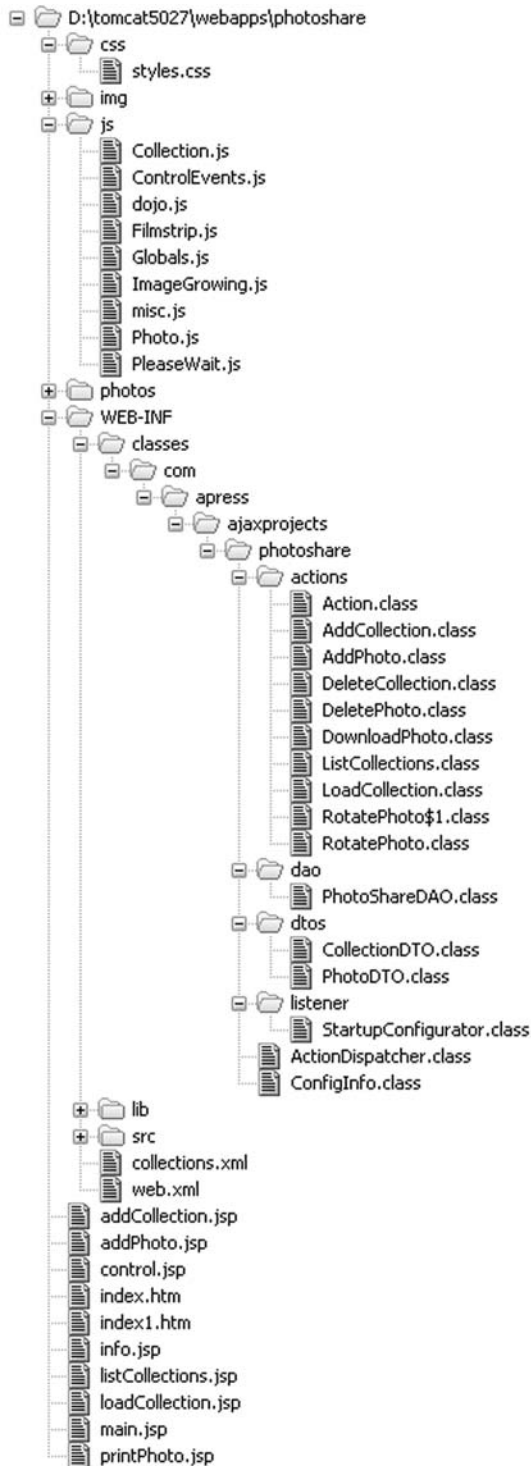 D:\tomcat5027\webapps\photoshare
css
styles.css
img
js
Collection.js
ControlEvents.js
dojo.js
Filmstrip.js
Globals.js
ImageGrowing.js
misc.js
Photo.js
PleaseWait.js
photos
WEB-INF
classes
com
apress
ajaxprojects
photoshare
actions
Action.class
AddCollection.class
AddPhoto.class
DeleteCollection.class
DeletePhoto.class
DownloadPhoto.class
ListCollections.class
LoadCollection.class
RotatePhoto$1.class
RotatePhoto.class
dao
PhotoShareDAO.class
dtos
CollectionDTO.class
PhotoDTO.class
listener
StartupConfigurator.class
ActionDispatcher.class
ConfigInfo.class
lib
src
collections.xml
web.xml
addCollection.jsp
addPhoto.jsp
control.jsp
index.htm
index1.htm
info.jsp
listCollections.jsp
loadCollection.jsp
main.jsp
printPhoto.jsp